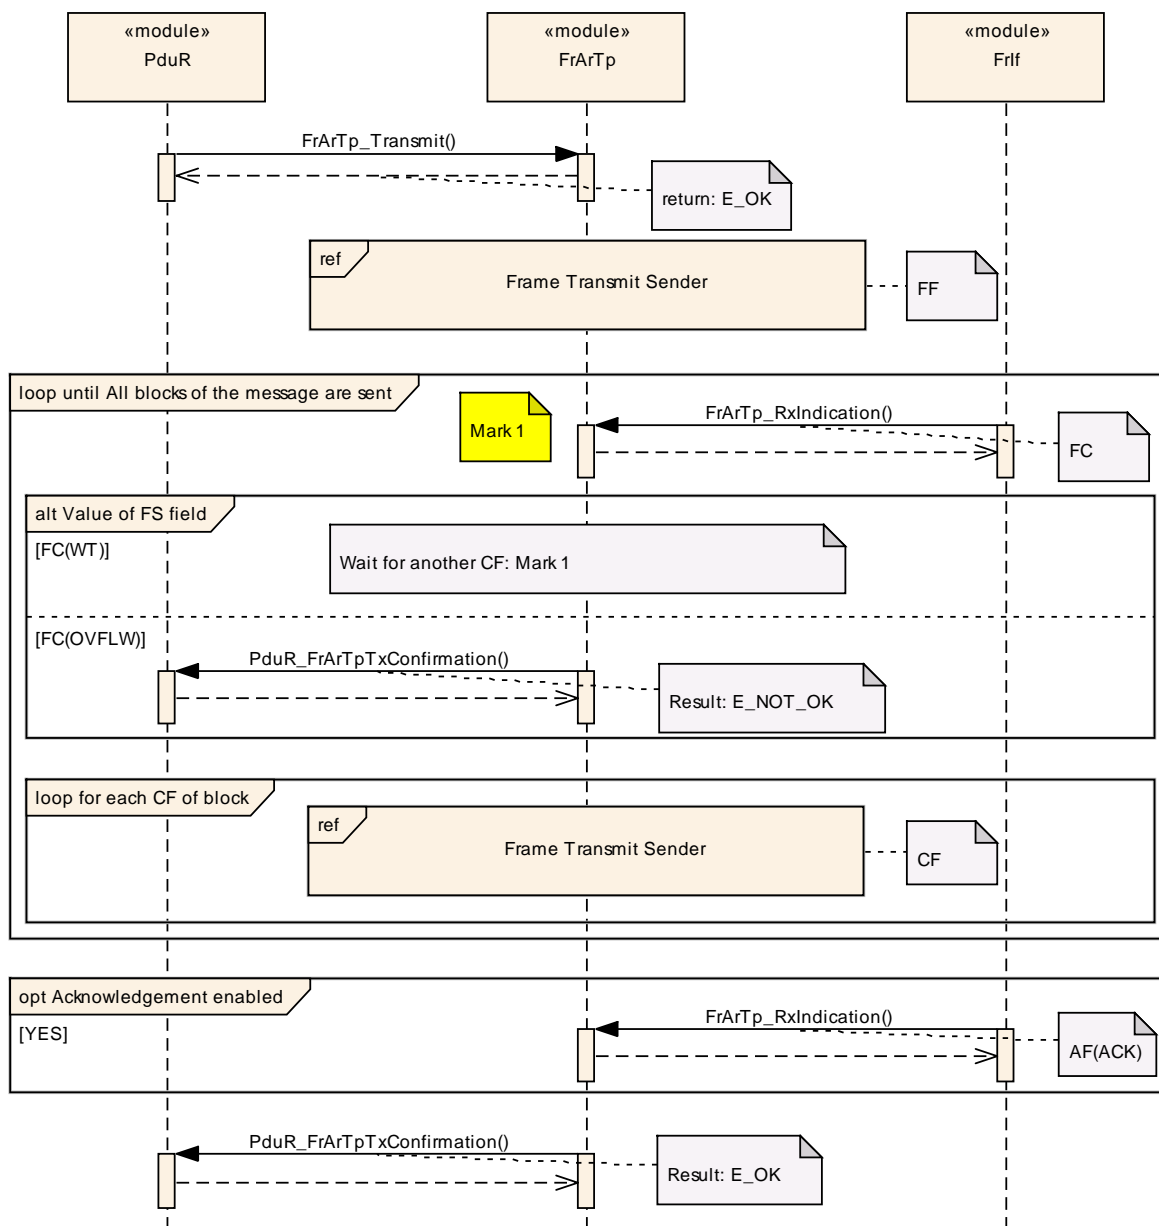 «module»
PduR
«module»
FrArTp
«module»
FrIf
FrArTp_Transmit()
return: E_OK
ref
Frame Transmit Sender
FF
loop until All blocks of the message are sent
Mark 1
FrArTp_RxIndication()
FC
alt Value of FS field
[FC(WT)]
Wait for another CF: Mark 1
[FC(OVFLW)]
PduR_FrArTpTxConfirmation()
Result: E_NOT_OK
loop for each CF of block
ref
Frame Transmit Sender
CF
opt Acknowledgement enabled
[YES]
FrArTp_RxIndication()
AF(ACK)
PduR_FrArTpTxConfirmation()
Result: E_OK